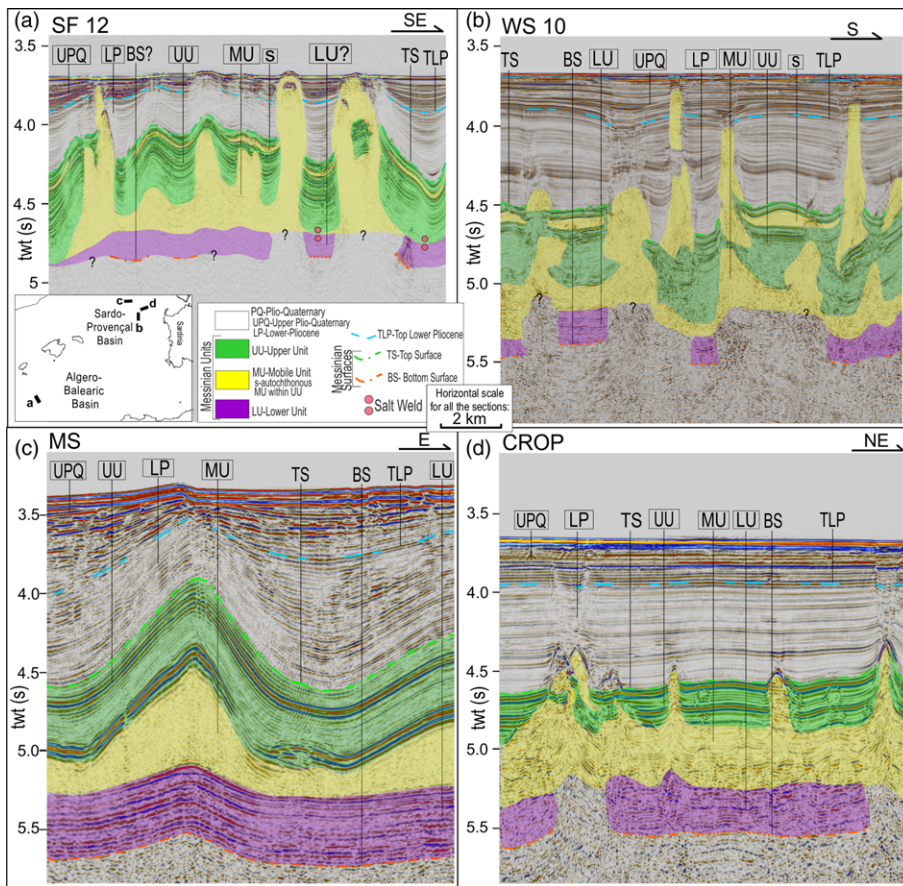 (a) SF 12
SE
3.5
UPQ LP BS? UU MU s LU? TS TLP
4.0
4.5
twt (s)
5
? ? ? ?
c d
b
Sardo-
Provençal
Basin
Sardinia
Algero-
Balearic
Basin
a
Messinian Units
PQ-Plio-Quaternary
UPQ-Upper Plio-Quaternary
LP-Lower-Pliocene
UU-Upper Unit
MU-Mobile Unit
s-autochthonous
MU within UU
LU-Lower Unit
TLP-Top Lower Pliocene
Messinian
Surfaces
TS-Top Surface
BS- Bottom Surface
Salt Weld
Horizontal scale
for all the sections:
2 km
(b) WS 10
S
3.5
TS BS LU UPQ LP MU UU s TLP
4.0
4.5
twt (s)
5.0
5.5
? ? ?
(c) MS
E
UPQ UU LP MU TS BS TLP LU
3.5
4.0
4.5
twt (s)
5.0
5.5
(d) CROP
NE
3.5
UPQ LP TS UU MU LU BS TLP
4.0
4.5
twt (s)
5.0
5.5